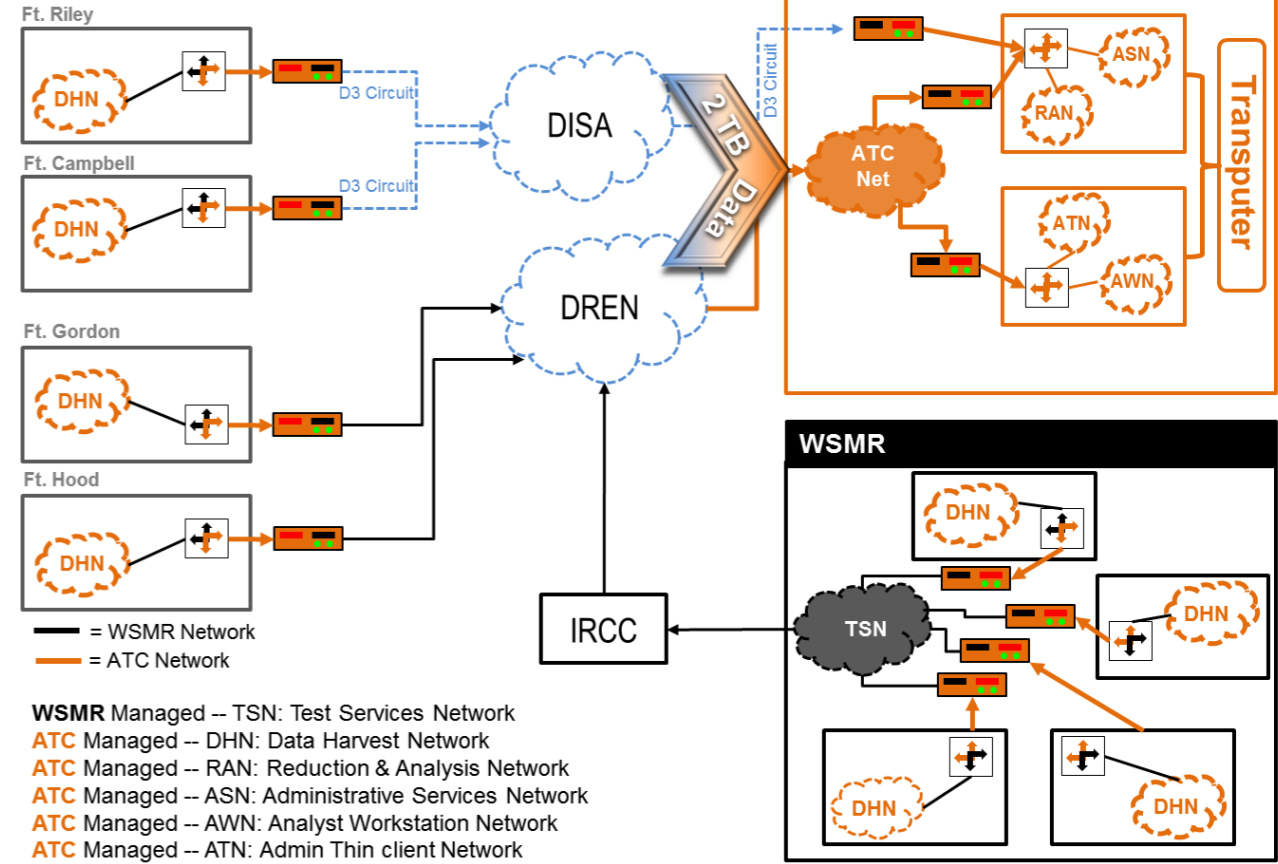 Ft. Riley
DHN
D3 Circuit
Ft. Campbell
DHN
D3 Circuit
Ft. Gordon
DHN
Ft. Hood
DHN
DISA
DREN
2 TB
Data
D3 Circuit
ATC
Net
ASN
RAN
ATN
AWN
Transputer
WSMR
DHN
DHN
TSN
IRCC
DHN
DHN
= WSMR Network
= ATC Network
WSMR Managed -- TSN: Test Services Network
ATC Managed -- DHN: Data Harvest Network
ATC Managed -- RAN: Reduction & Analysis Network
ATC Managed -- ASN: Administrative Services Network
ATC Managed -- AWN: Analyst Workstation Network
ATC Managed -- ATN: Admin Thin client Network